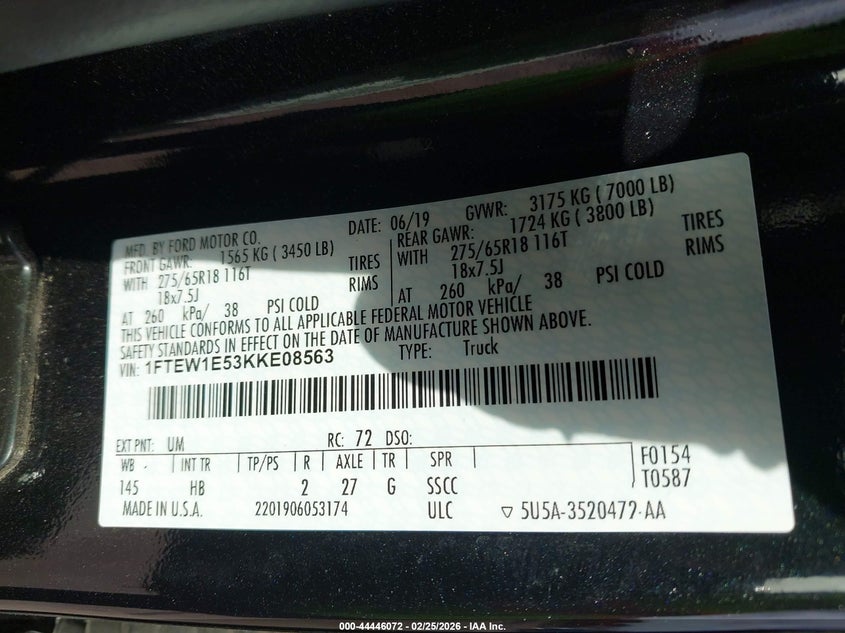 MFD. BY FORD MOTOR CO.
DATE: 06/19 GVWR: 3175 KG ( 7000 LB)
FRONT GAWR: 1565 KG ( 3450 LB)
REAR GAWR: 1724 KG ( 3800 LB)
WITH 275/65R18 116T TIRES
WITH 275/65R18 116T TIRES
18x7.5J RIMS
18x7.5J RIMS
AT 260 kPa/ 38 PSI COLD
AT 260 kPa/ 38 PSI COLD
THIS VEHICLE CONFORMS TO ALL APPLICABLE FEDERAL MOTOR VEHICLE
SAFETY STANDARDS IN EFFECT ON THE DATE OF MANUFACTURE SHOWN ABOVE.
VIN: 1FTEW1E53KKE08563 TYPE: Truck
EXT PNT: UM RC: 72 DSO:
WB INT TR TP/PS R AXLE TR SPR F0154
145 HB 2 27 G SSCC T0587
MADE IN U.S.A. 2201906053174 ULC ▽ 5U5A-3520472-AA
000-44446072 - 02/25/2026 - IAA Inc.